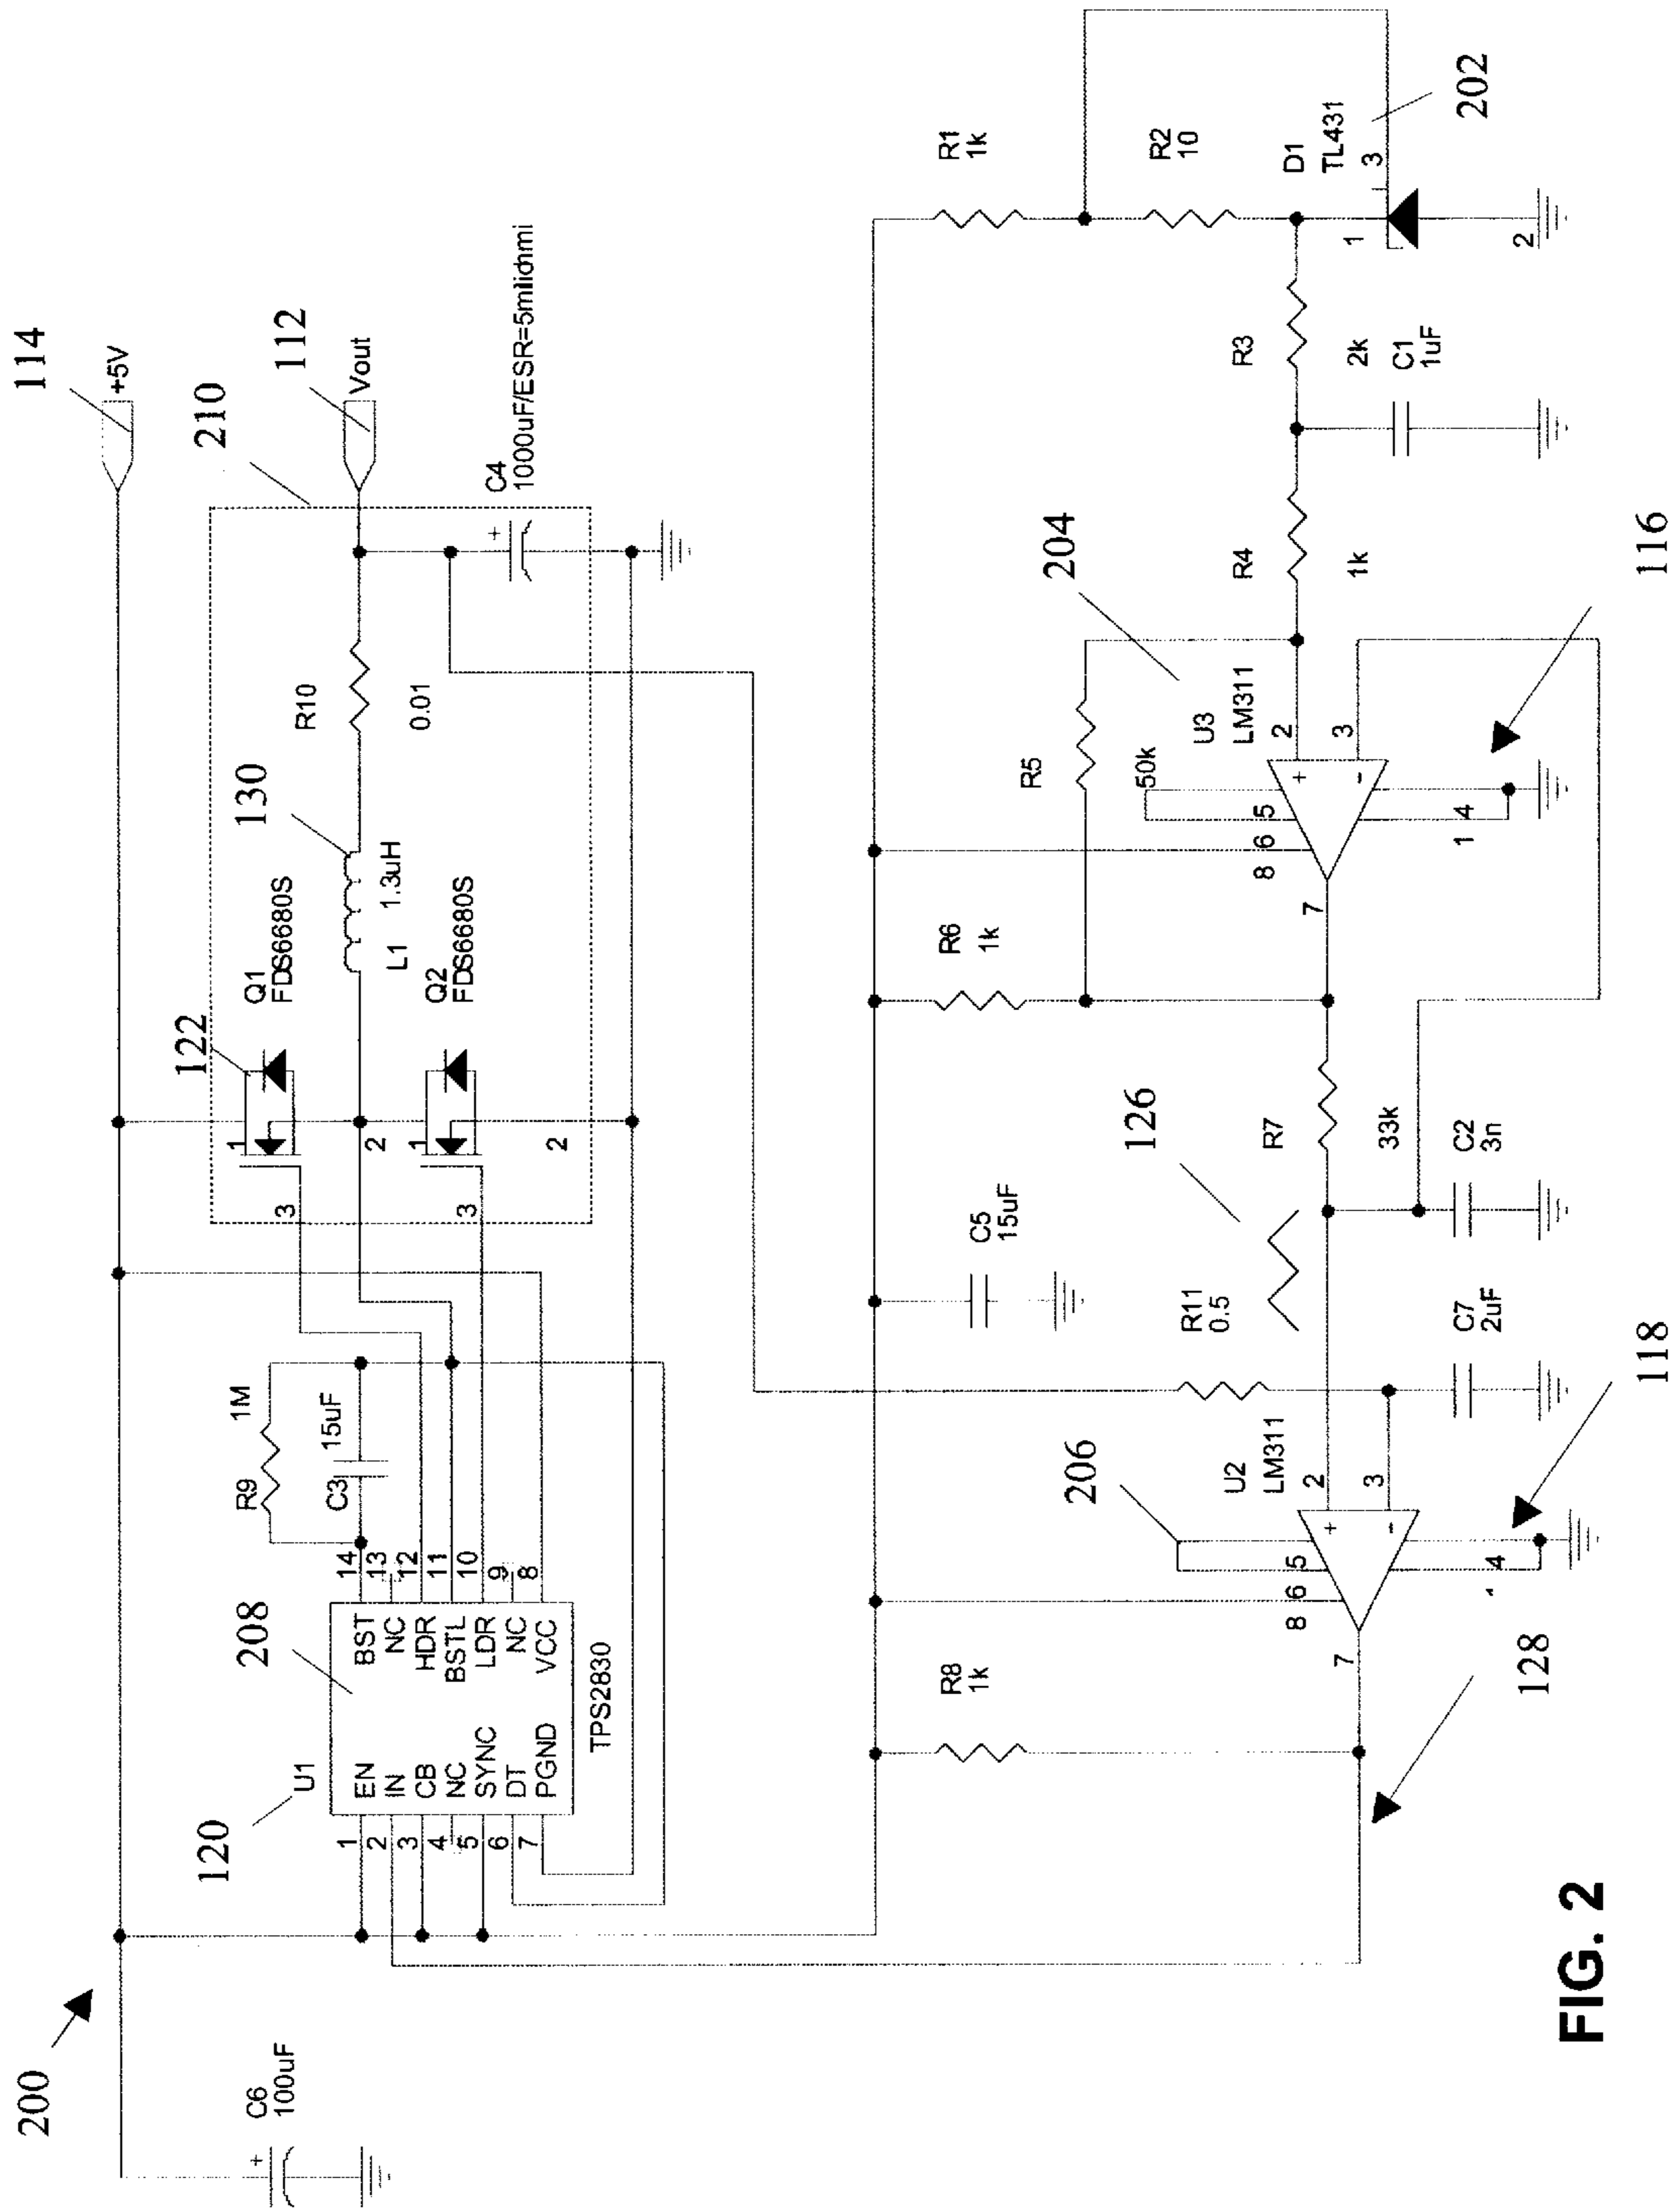 200
114
+5V
210
112
Vout
C4
1000uF/ESR=5miliohmi
R10
0.01
130
1.3uH
L1
Q1
FDS6680S
122
1
2
3
Q2
FDS6680S
1
2
3
R9
1M
C3
15uF
C6
100uF
120
U1
208
1
2
3
4
5
6
7
EN
IN
CB
NC
SYNC
DT
PGND
BST
NC
HDR
BSTL
LDR
NC
VCC
14
13
12
11
10
9
8
TPS2830
R8
1k
C5
15uF
R6
1k
R5
50k
R1
1k
R2
10
D1
TL431
1
3
2
202
R3
2k
C1
1uF
R4
1k
204
U3
LM311
2
3
+
-
5
6
8
1
4
7
116
R7
33k
126
C2
3n
R11
0.5
C7
2uF
206
U2
LM311
2
3
+
-
5
6
8
1
4
7
118
128
FIG. 2